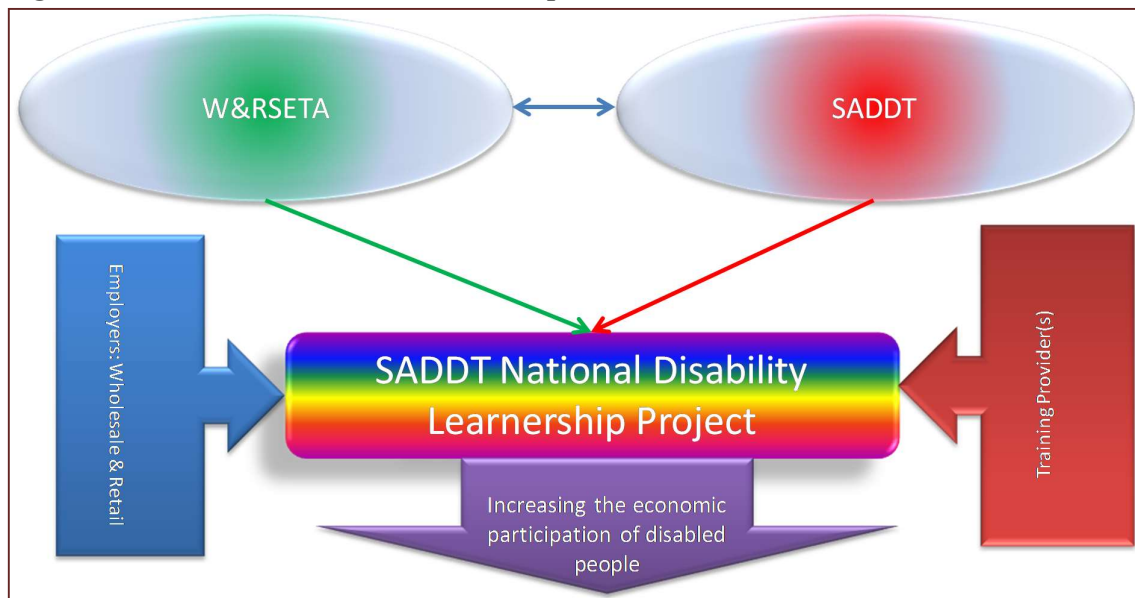 W&RSETA
SADDT
Employers: Wholesale & Retail
SADDT National Disability
Learnership Project
Training Provider(s)
Increasing the economic
participation of disabled
people